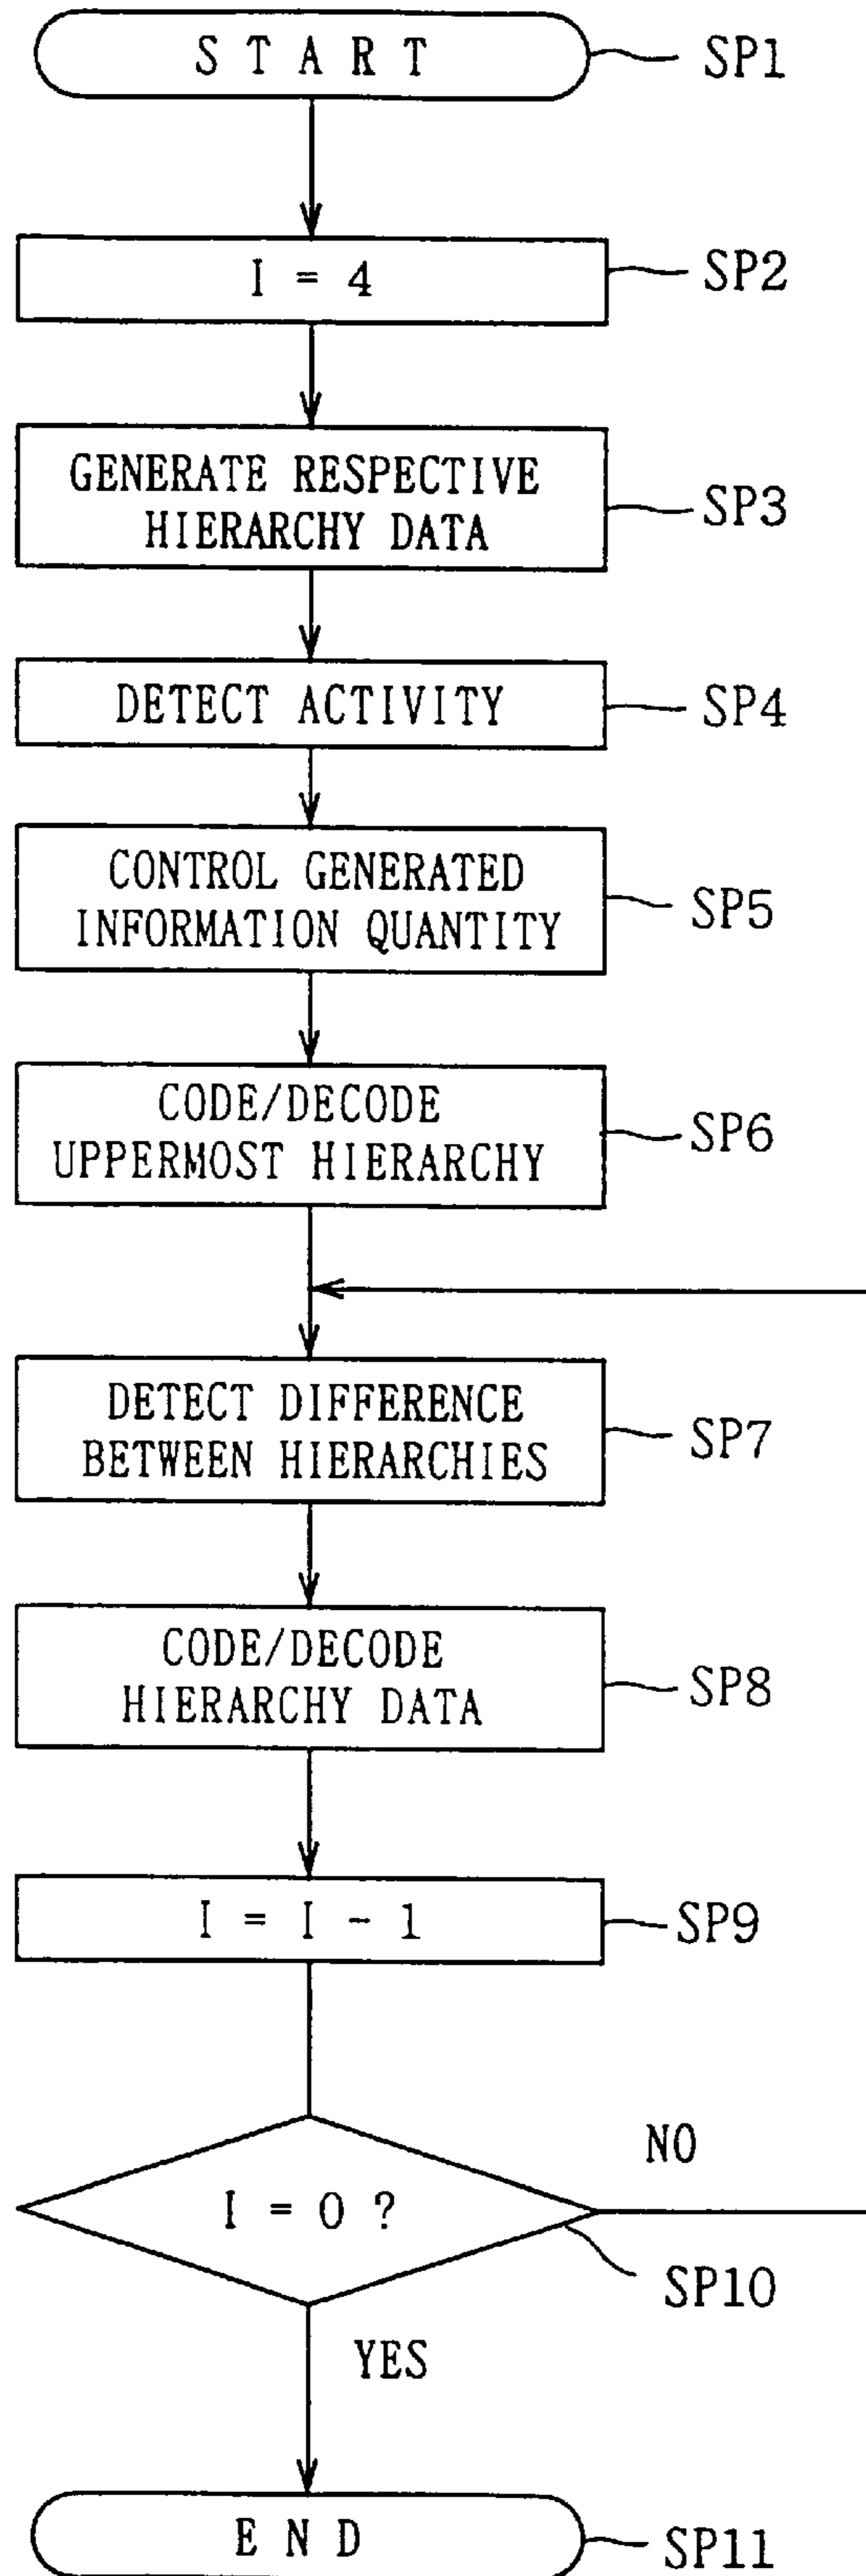 START SP1
I = 4 SP2
GENERATE RESPECTIVE
HIERARCHY DATA
SP3
DETECT ACTIVITY SP4
CONTROL GENERATED
INFORMATION QUANTITY
SP5
CODE/DECODE
UPPERMOST HIERARCHY
SP6
DETECT DIFFERENCE
BETWEEN HIERARCHIES
SP7
CODE/DECODE
HIERARCHY DATA
SP8
I = I - 1 SP9
NO
I = 0 ?
SP10
YES
END SP11